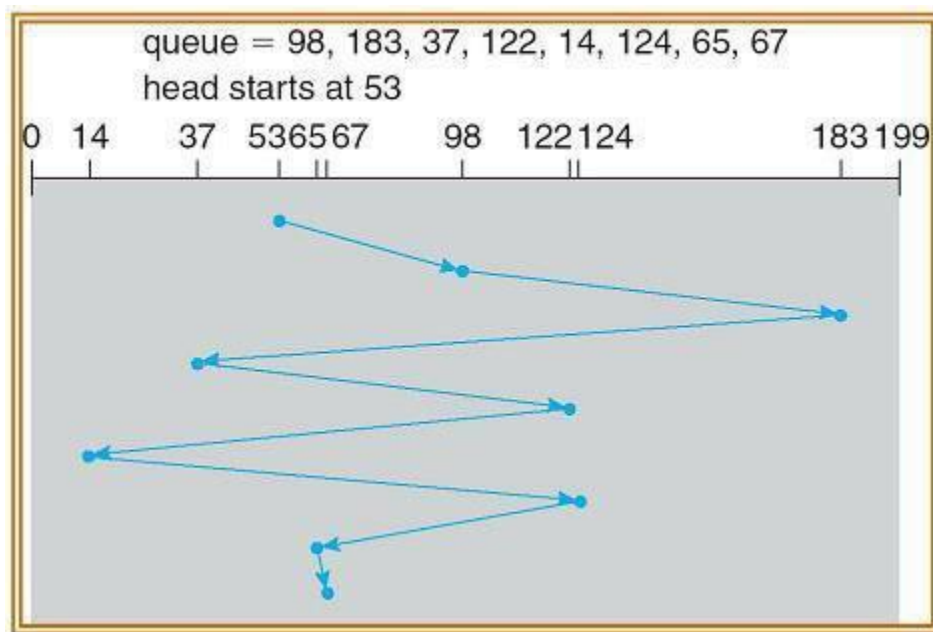 queue = 98, 183, 37, 122, 14, 124, 65, 67
head starts at 53
0 14 37 53 65 67 98 122 124 183 199